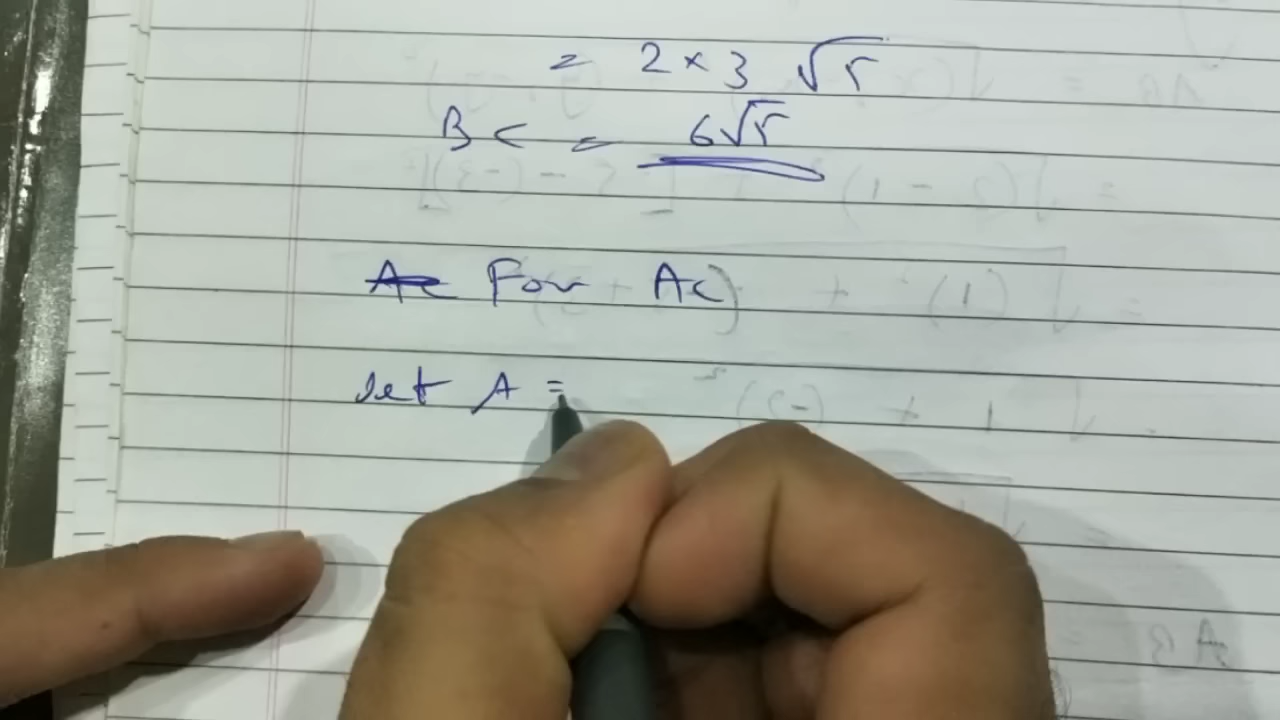 = 2 × 3 √5
BC = 6√5
Ac For AC
let A =